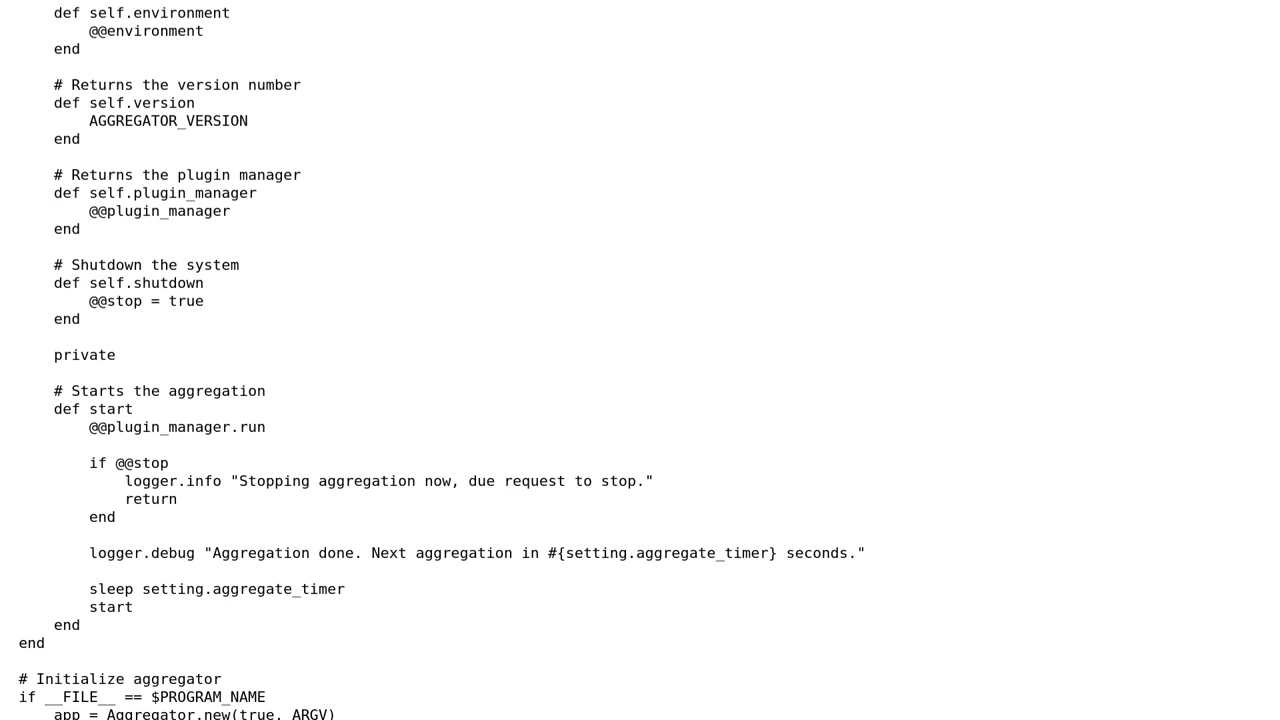 def self.environment
@@environment
end
# Returns the version number
def self.version
AGGREGATOR_VERSION
end
# Returns the plugin manager
def self.plugin_manager
@@plugin_manager
end
# Shutdown the system
def self.shutdown
@@stop = true
end
private
# Starts the aggregation
def start
@@plugin_manager.run
if @@stop
logger.info "Stopping aggregation now, due request to stop."
return
end
logger.debug "Aggregation done. Next aggregation in #{setting.aggregate_timer} seconds."
sleep setting.aggregate_timer
start
end
end
# Initialize aggregator
if __FILE__ == $PROGRAM_NAME
app = Aggregator.new(true, ARGV)